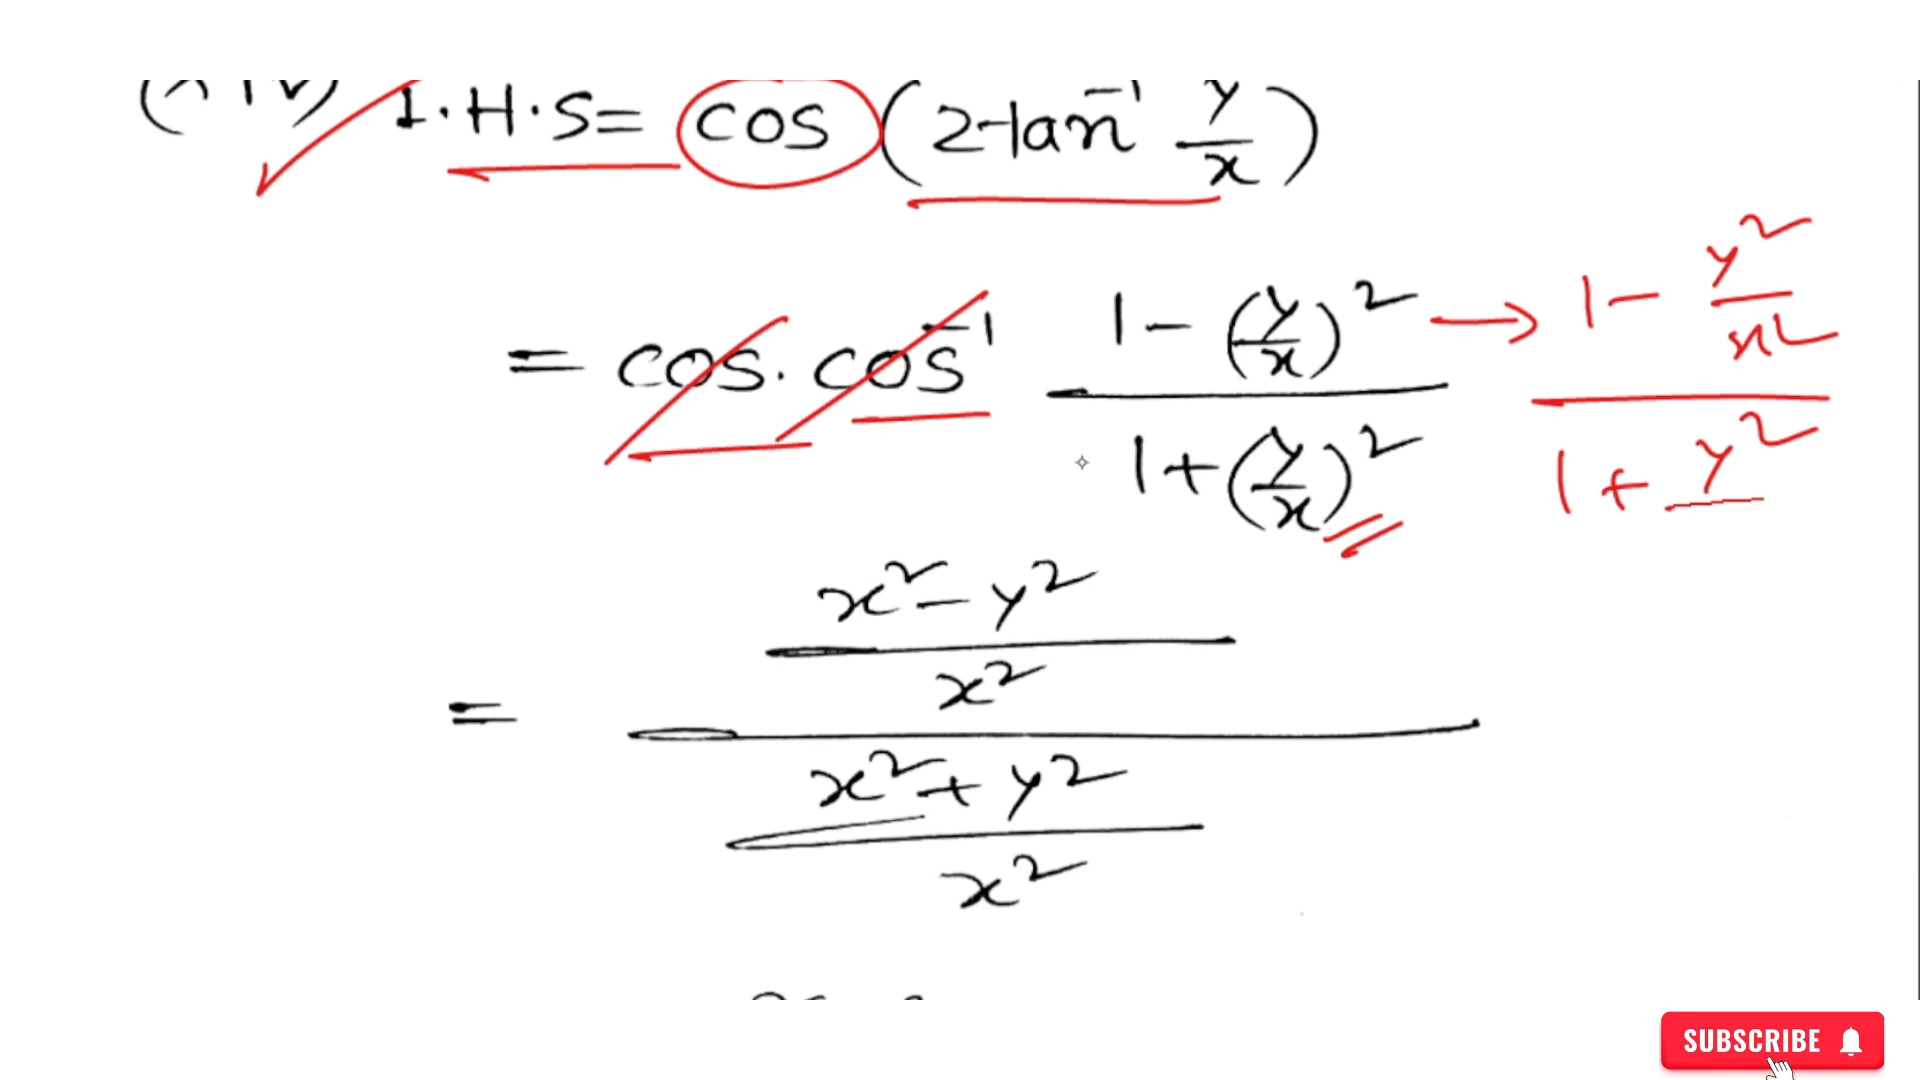 (xiv) L.H.S = cos (2 tan⁻¹ y/x)
= cos. cos⁻¹ (1 - (y/x)²) / (1 + (y/x)²) → (1 - y²/x²) / (1 + y²
= ((x² - y²) / x²) / ((x² + y²) / x²)
SUBSCRIBE